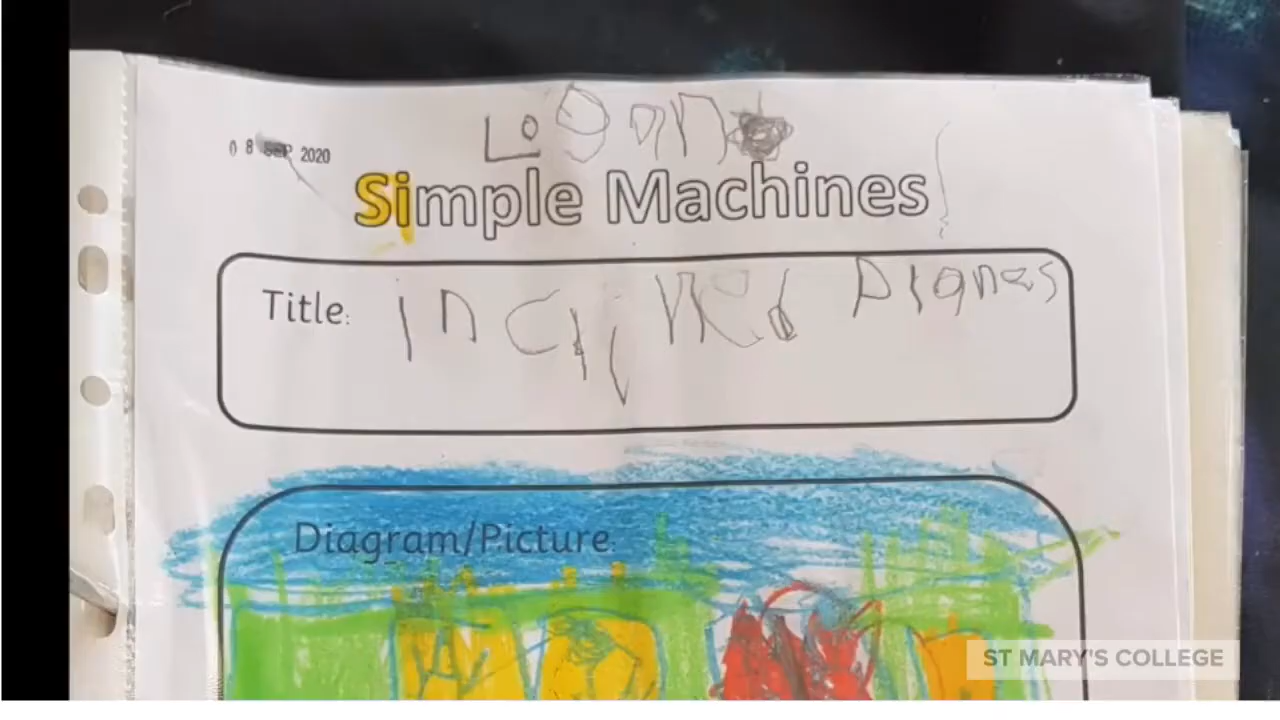 Logan
08 SEP 2020
Simple Machines
Title: inclined Planes
Diagram/Picture:
ST MARY'S COLLEGE